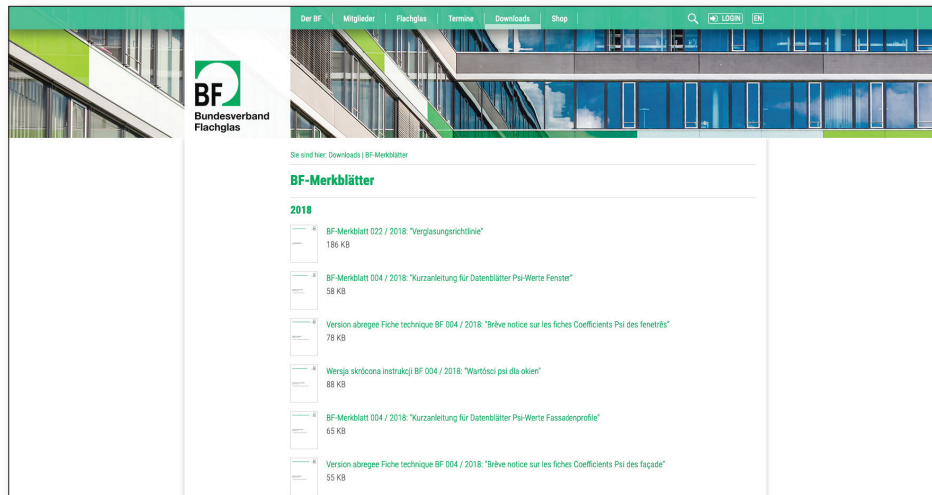 Der BF
Mitglieder
Flachglas
Termine
Downloads
Shop
LOGIN
EN
BF
Bundesverband
Flachglas
Sie sind hier: Downloads | BF-Merkblätter
BF-Merkblätter
2018
BF-Merkblatt 022 / 2018: "Verglasungsrichtlinie"
186 KB
BF-Merkblatt 004 / 2018: "Kurzanleitung für Datenblätter Psi-Werte Fenster"
58 KB
Version abregee Fiche technique BF 004 / 2018: "Brève notice sur les fiches Coefficients Psi des fenetrês"
78 KB
Wersja skrócona instrukcji BF 004 / 2018: "Wartósci psi dla okien"
88 KB
BF-Merkblatt 004 / 2018: "Kurzanleitung für Datenblätter Psi-Werte Fassadenprofile"
65 KB
Version abregee Fiche technique BF 004 / 2018: "Brève notice sur les fiches Coefficients Psi des façade"
55 KB